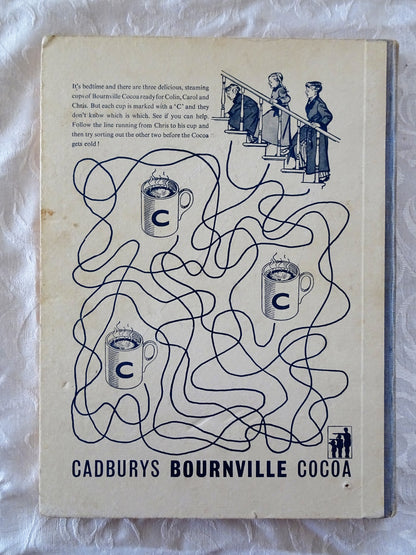 It's bedtime and there are three delicious, steaming
cups of Bournville Cocoa ready for Colin, Carol and
Chris. But each cup is marked with a 'C' and they
don't know which is which. See if you can help.
Follow the line running from Chris to his cup and
then try sorting out the other two before the Cocoa
gets cold!
C
C
C
CADBURYS BOURNVILLE COCOA